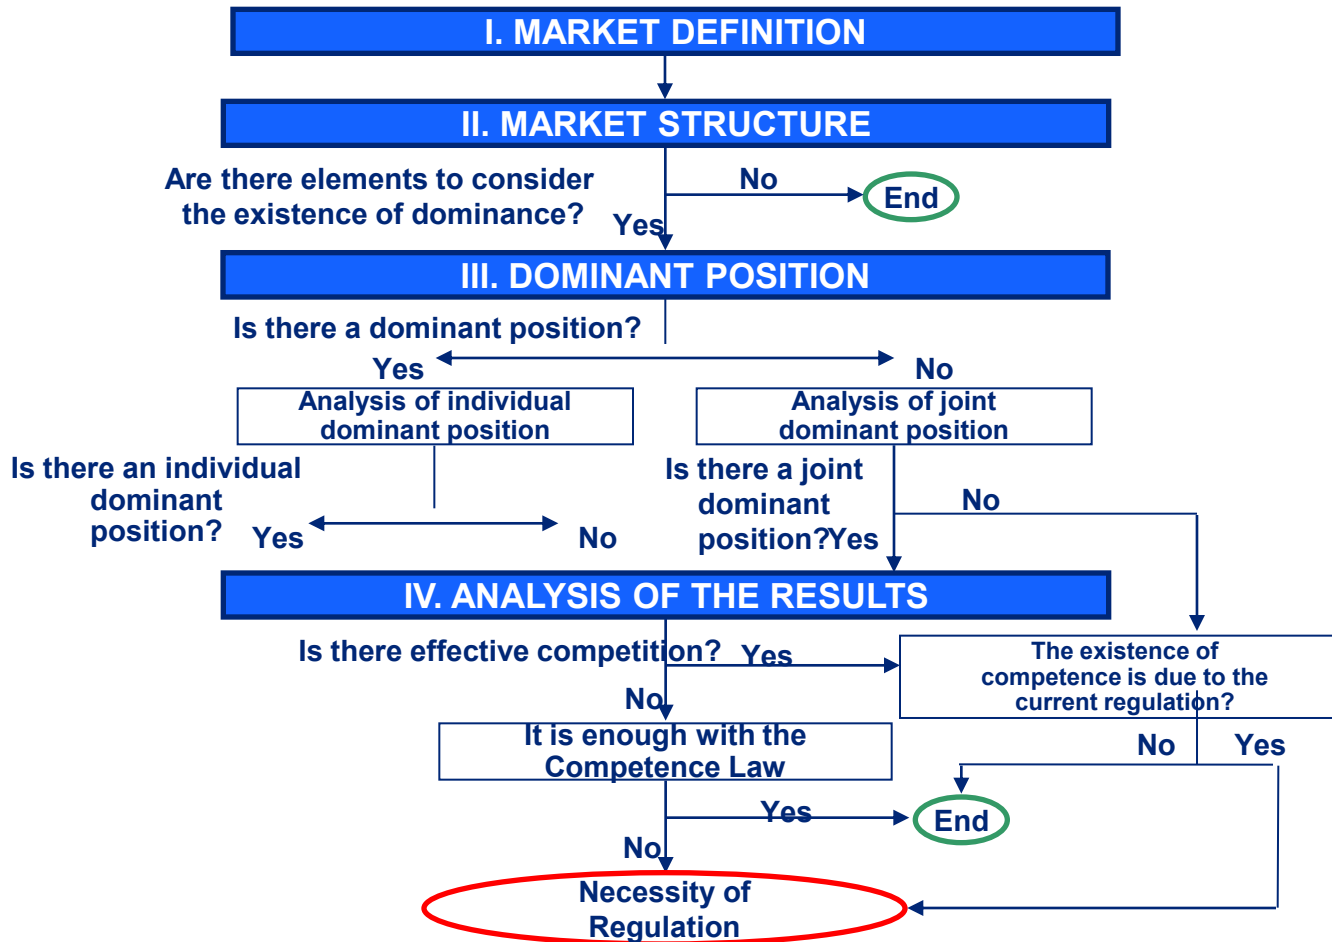 I. MARKET DEFINITION
II. MARKET STRUCTURE
Are there elements to consider
the existence of dominance?
No
End
Yes
III. DOMINANT POSITION
Is there a dominant position?
Yes
No
Analysis of individual
dominant position
Analysis of joint
dominant position
Is there an individual
dominant
position?
Yes
No
Is there a joint
dominant
position?
Yes
No
IV. ANALYSIS OF THE RESULTS
Is there effective competition?
Yes
The existence of
competence is due to the
current regulation?
No
It is enough with the
Competence Law
No
Yes
Yes
End
No
Necessity of
Regulation